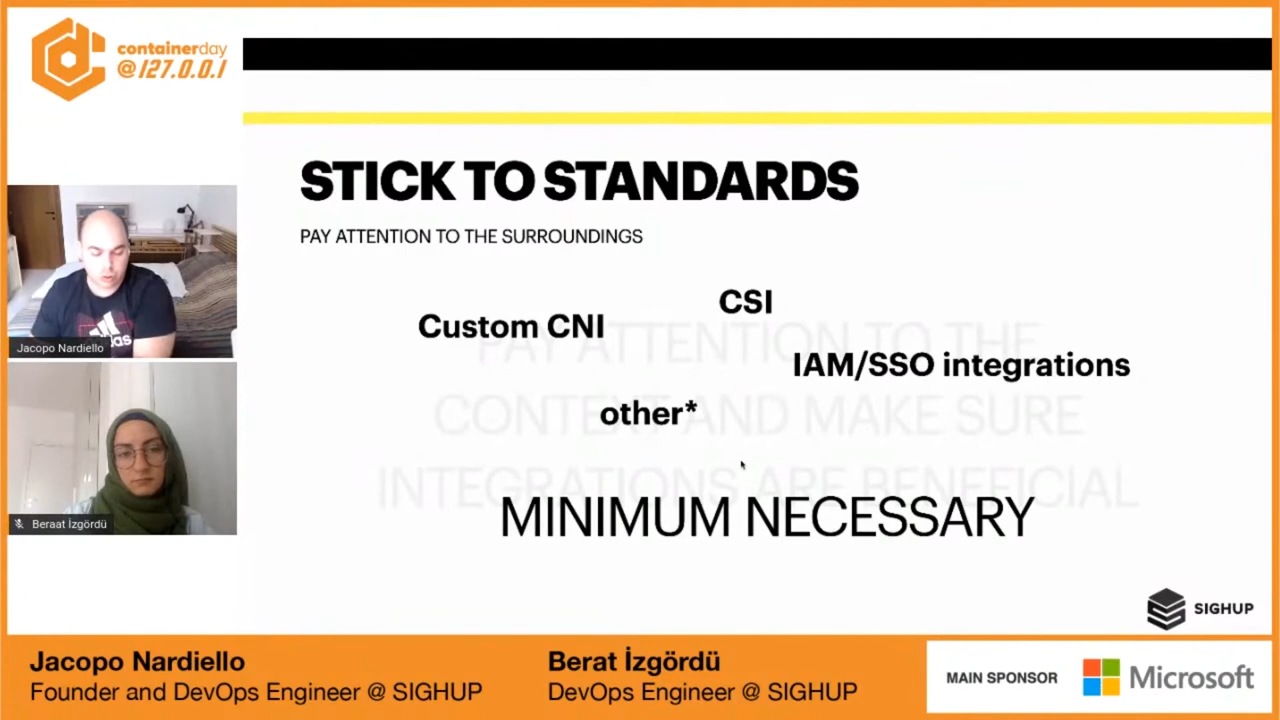 containerday
@127.0.0.1
STICK TO STANDARDS
PAY ATTENTION TO THE SURROUNDINGS
CSI
Custom CNI
PAY ATTENTION TO THE
IAM/SSO integrations
other*
CONTEXT AND MAKE SURE
INTEGRATIONS ARE BENEFICIAL
MINIMUM NECESSARY
SIGHUP
Jacopo Nardiello
Beraat İzgördü
Jacopo Nardiello
Founder and DevOps Engineer @ SIGHUP
Berat İzgördü
DevOps Engineer @ SIGHUP
MAIN SPONSOR
Microsoft